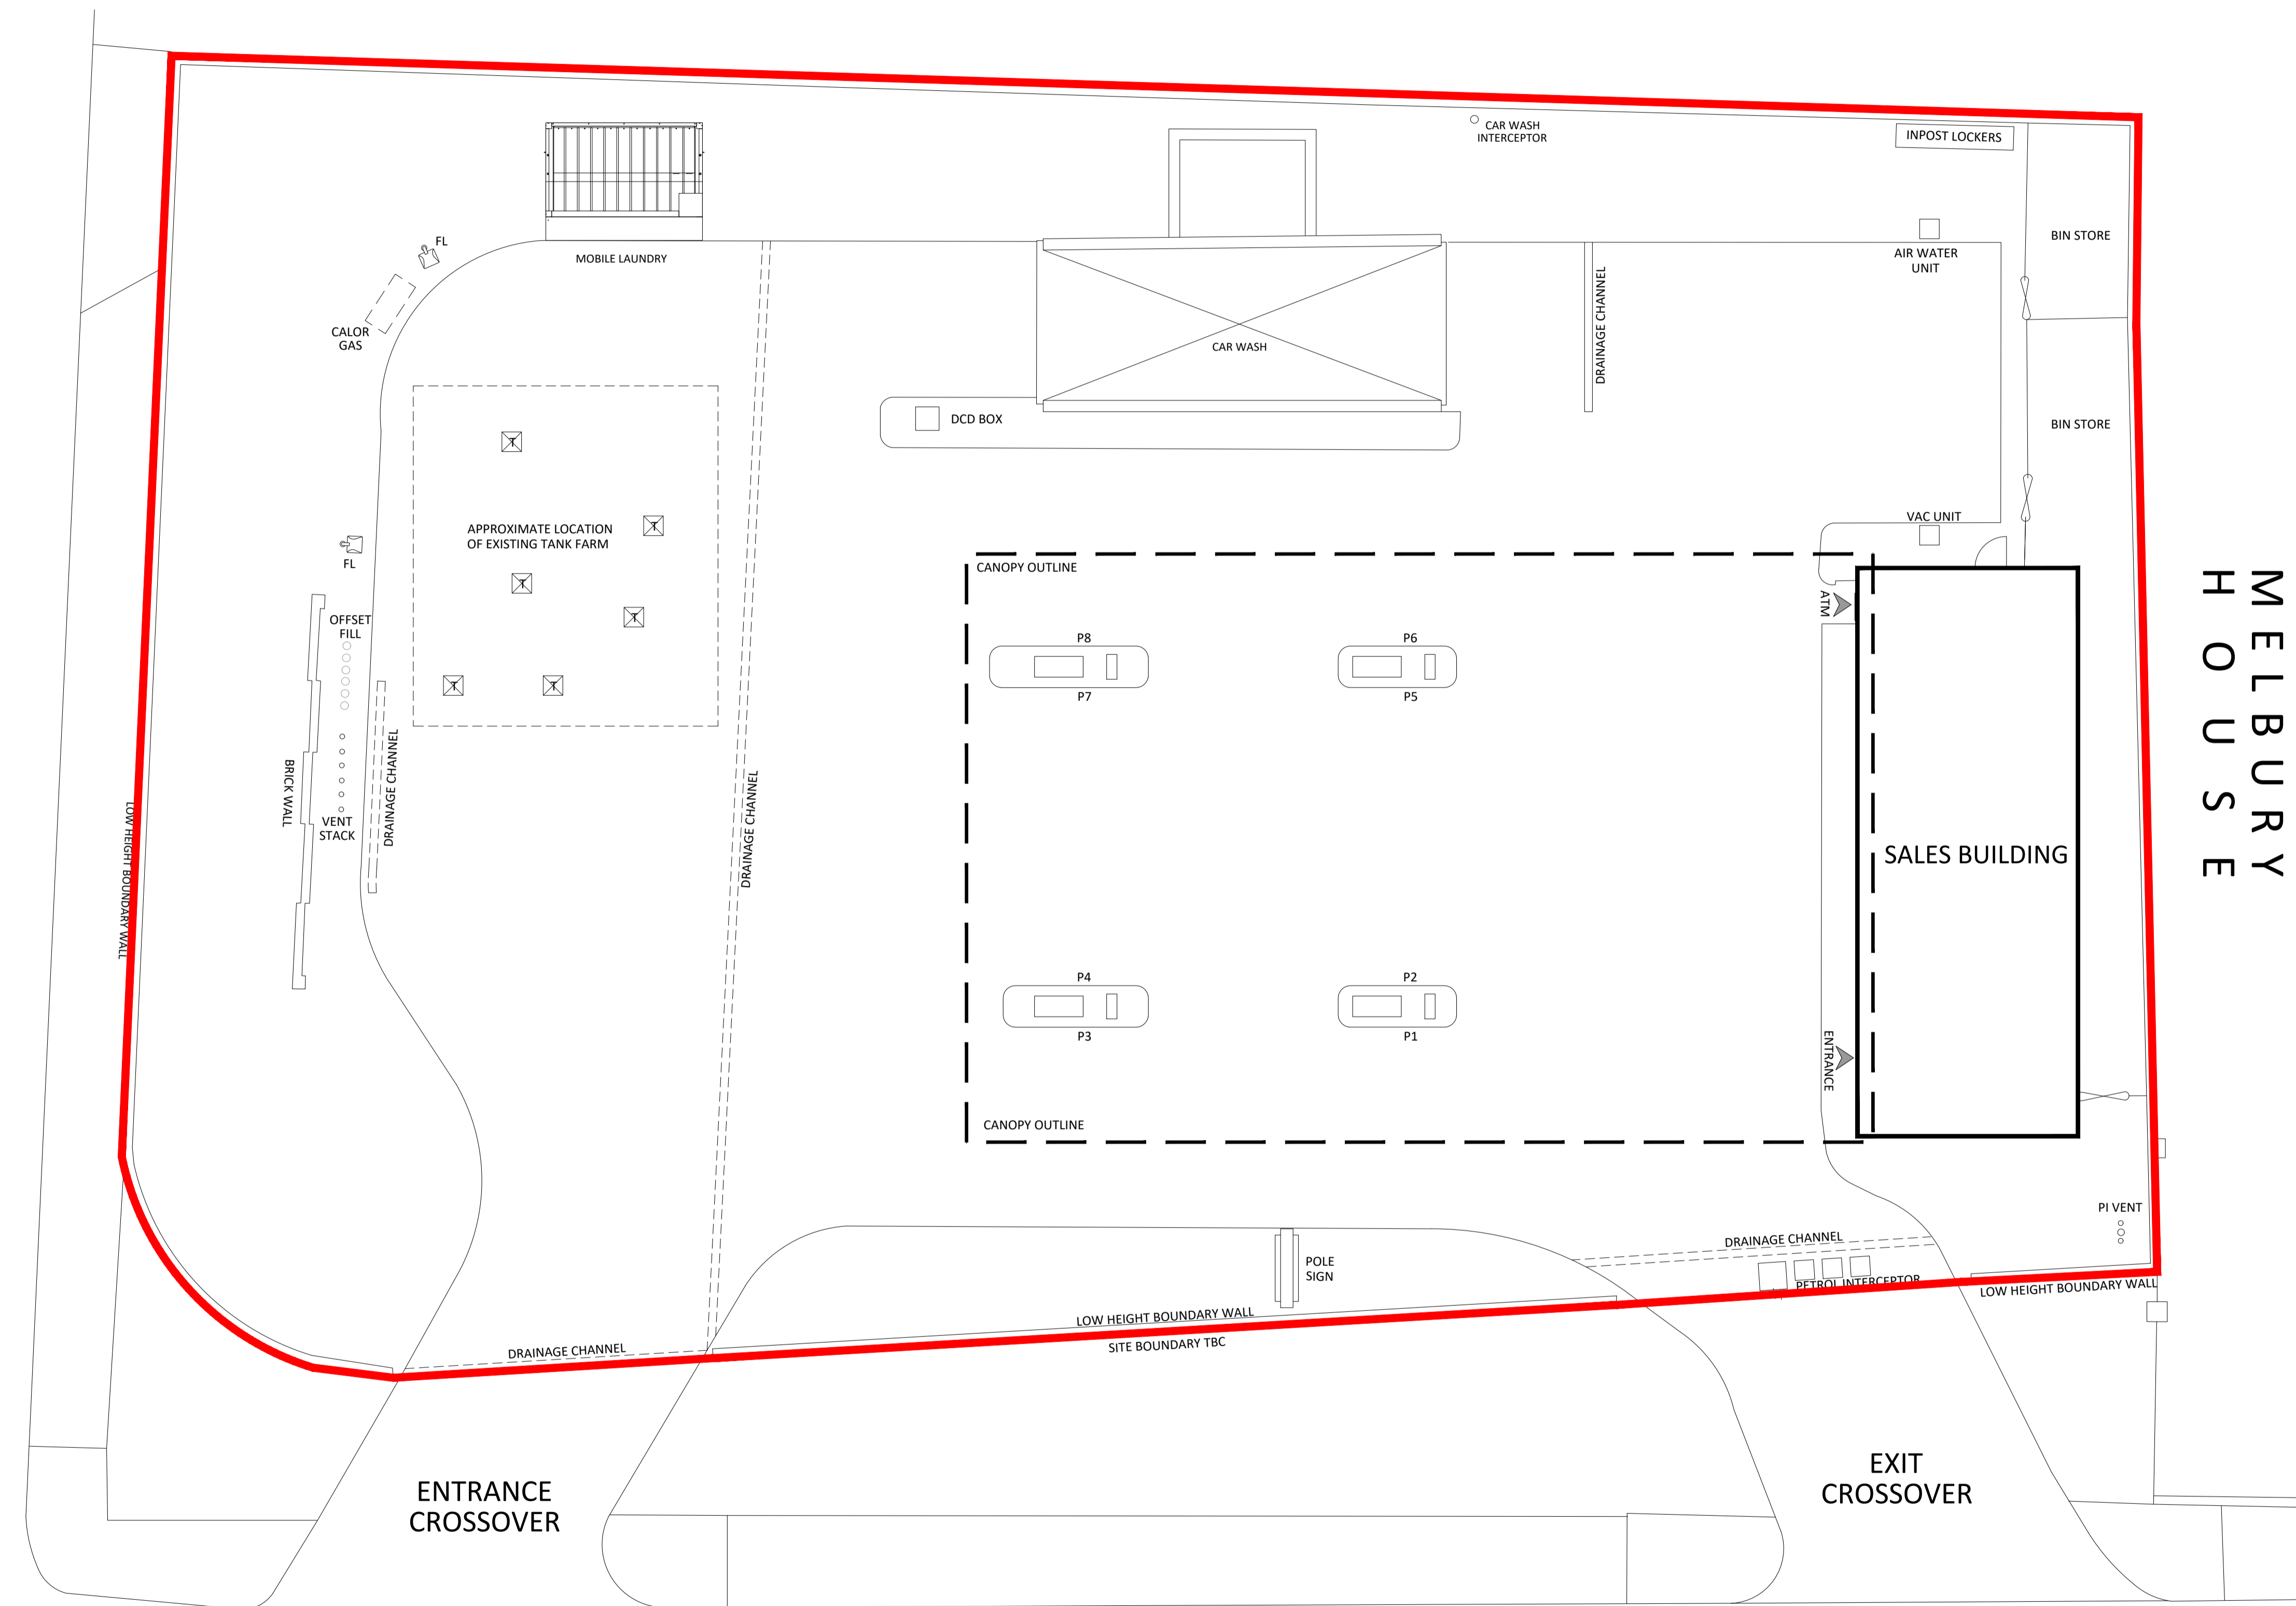 CAR WASH
INTERCEPTOR
INPOST LOCKERS
BIN STORE
FL
MOBILE LAUNDRY
AIR WATER
UNIT
CALOR
GAS
DRAINAGE CHANNEL
CAR WASH
DCD BOX
BIN STORE
APPROXIMATE LOCATION
OF EXISTING TANK FARM
T
T
T
T
T
T
VAC UNIT
FL
CANOPY OUTLINE
ATM
OFFSET
FILL
P8
P7
P6
P5
MELBURY
HOUSE
BRICK WALL
VENT
STACK
DRAINAGE CHANNEL
DRAINAGE CHANNEL
LOW HEIGHT BOUNDARY WALL
SALES BUILDING
P4
P3
P2
P1
ENTRANCE
CANOPY OUTLINE
PI VENT
DRAINAGE CHANNEL
POLE
SIGN
PETROL INTERCEPTOR
LOW HEIGHT BOUNDARY WALL
LOW HEIGHT BOUNDARY WALL
SITE BOUNDARY TBC
DRAINAGE CHANNEL
ENTRANCE
CROSSOVER
EXIT
CROSSOVER